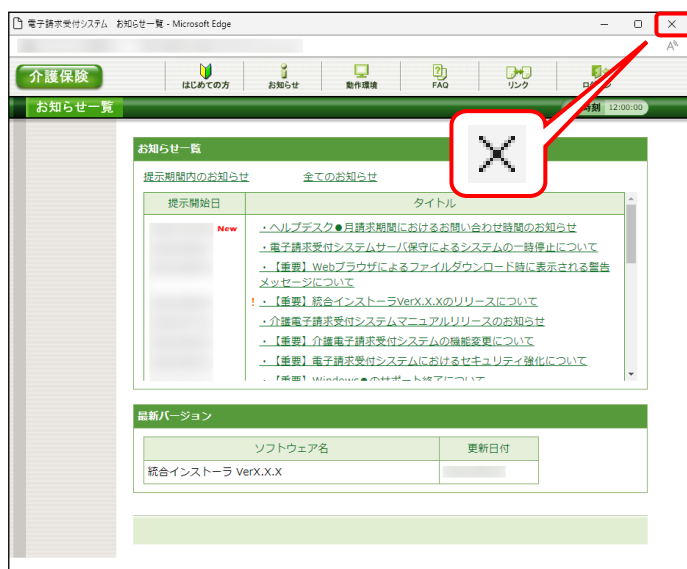 電子請求受付システム お知らせ一覧 - Microsoft Edge
介護保険
はじめての方
お知らせ
動作環境
FAQ
リンク
お知らせ一覧
12:00:00
お知らせ一覧
提示期間内のお知らせ 全てのお知らせ
提示開始日 タイトル
New ・ヘルプデスク●月請求期間におけるお問い合わせ時間のお知らせ
・電子請求受付システムサーバ保守によるシステムの一時停止について
・【重要】Webブラウザによるファイルダウンロード時に表示される警告
メッセージについて
! ・【重要】統合インストーラVerX.X.Xのリリースについて
・介護電子請求受付システムマニュアルリリースのお知らせ
・【重要】介護電子請求受付システムの機能変更について
・【重要】電子請求受付システムにおけるセキュリティ強化について
・【重要】Windows●のサポート終了について
最新バージョン
ソフトウェア名 更新日付
統合インストーラ VerX.X.X